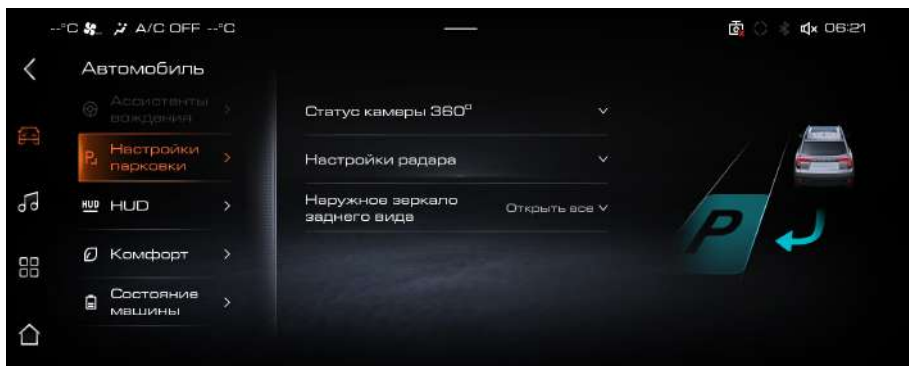 --°C A/C OFF --°C
06:21
Автомобиль
Ассистенты
вождения
Настройки
парковки
HUD HUD
Комфорт
Состояние
машины
Статус камеры 360°
Настройки радара
Наружное зеркало
заднего вида
Открыть все
P